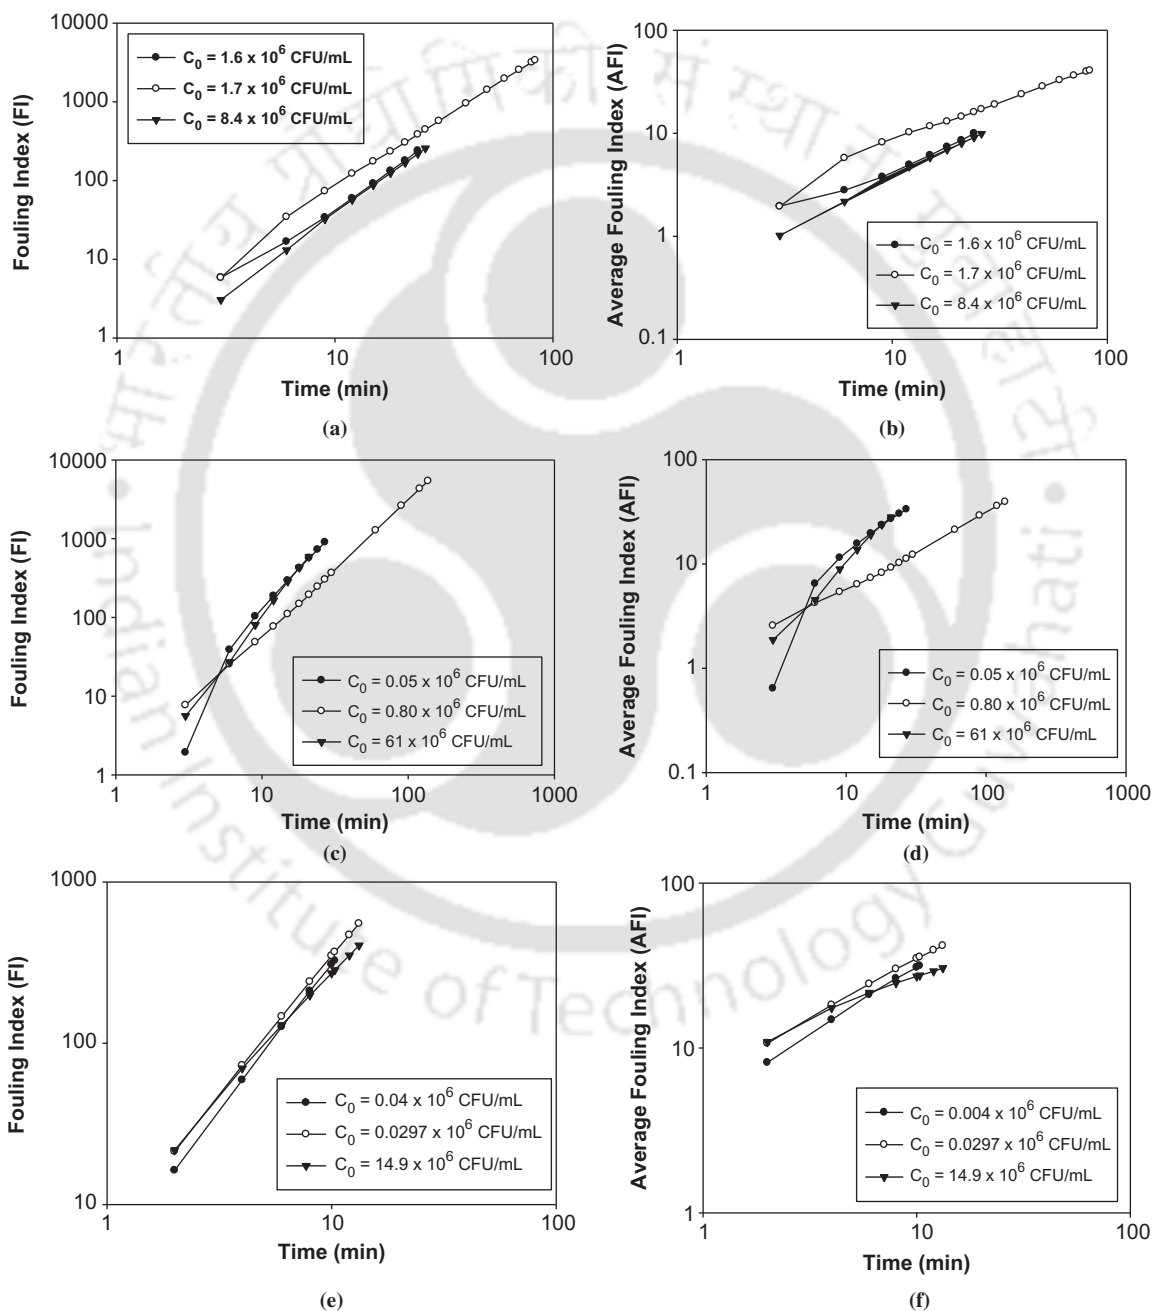 10000
1000
100
10
1
1
10
100
Fouling Index (FI)
Time (min)
C0 = 1.6 x 10^6 CFU/mL
C0 = 1.7 x 10^6 CFU/mL
C0 = 8.4 x 10^6 CFU/mL
(a)
100
10
1
0.1
1
10
100
Average Fouling Index (AFI)
Time (min)
C0 = 1.6 x 10^6 CFU/mL
C0 = 1.7 x 10^6 CFU/mL
C0 = 8.4 x 10^6 CFU/mL
(b)
10000
1000
100
10
1
1
10
100
1000
Fouling Index (FI)
Time (min)
C0 = 0.05 x 10^6 CFU/mL
C0 = 0.80 x 10^6 CFU/mL
C0 = 61 x 10^6 CFU/mL
(c)
100
10
1
0.1
1
10
100
1000
Average Fouling Index (AFI)
Time (min)
C0 = 0.05 x 10^6 CFU/mL
C0 = 0.80 x 10^6 CFU/mL
C0 = 61 x 10^6 CFU/mL
(d)
1000
100
10
1
10
100
Fouling Index (FI)
Time (min)
C0 = 0.04 x 10^6 CFU/mL
C0 = 0.0297 x 10^6 CFU/mL
C0 = 14.9 x 10^6 CFU/mL
(e)
100
10
1
1
10
100
Average Fouling Index (AFI)
Time (min)
C0 = 0.004 x 10^6 CFU/mL
C0 = 0.0297 x 10^6 CFU/mL
C0 = 14.9 x 10^6 CFU/mL
(f)
Indian Institute of Technology Guwahati